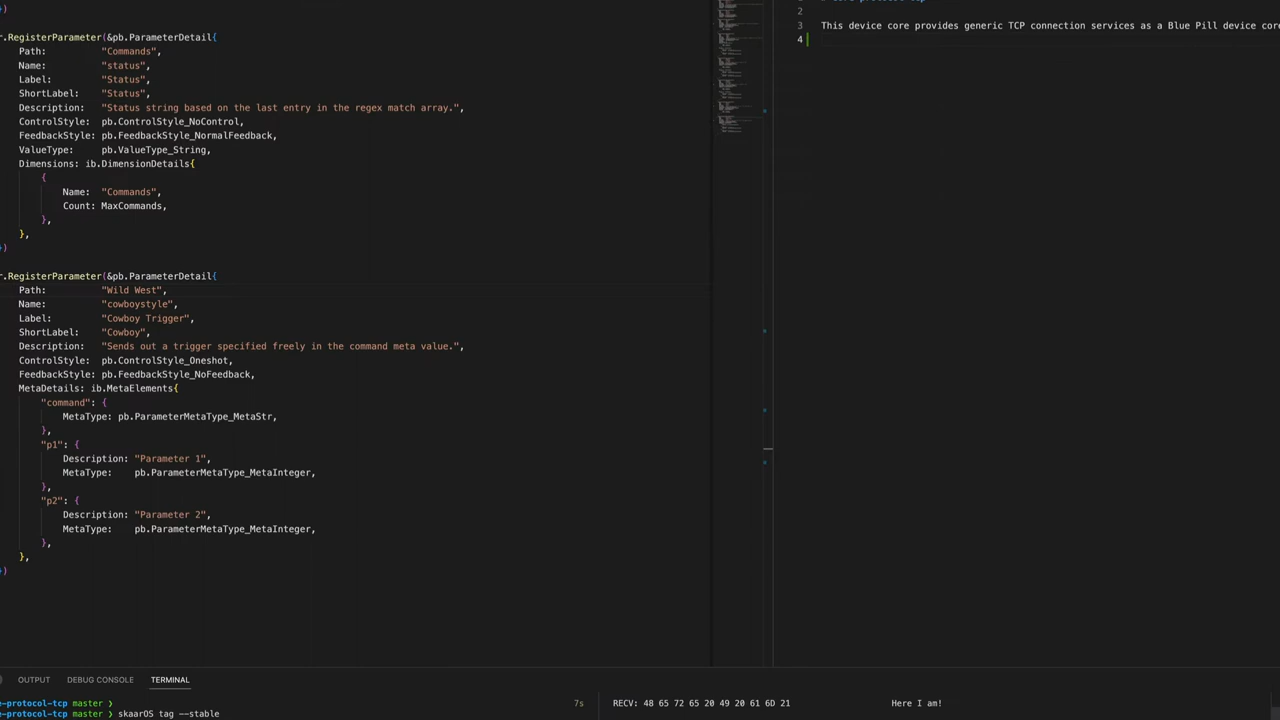 })
r.RegisterParameter(&pb.ParameterDetail{
Path: "Commands",
Name: "status",
Label: "Status",
ShortLabel: "Status",
Description: "Status string based on the last entry in the regex match array.",
ControlStyle: pb.ControlStyle_NoControl,
FeedbackStyle: pb.FeedbackStyle_NormalFeedback,
ValueType: pb.ValueType_String,
Dimensions: ib.DimensionDetails{
{
Name: "Commands",
Count: MaxCommands,
},
},
})
r.RegisterParameter(&pb.ParameterDetail{
Path: "Wild West",
Name: "cowboystyle",
Label: "Cowboy Trigger",
ShortLabel: "Cowboy",
Description: "Sends out a trigger specified freely in the command meta value.",
ControlStyle: pb.ControlStyle_Oneshot,
FeedbackStyle: pb.FeedbackStyle_NoFeedback,
MetaDetails: ib.MetaElements{
"command": {
MetaType: pb.ParameterMetaType_MetaStr,
},
"p1": {
Description: "Parameter 1",
MetaType: pb.ParameterMetaType_MetaInteger,
},
"p2": {
Description: "Parameter 2",
MetaType: pb.ParameterMetaType_MetaInteger,
},
},
})
2
3 This device core provides generic TCP connection services as a Blue Pill device core
4
OUTPUT DEBUG CONSOLE TERMINAL
e-protocol-tcp master ❯ 7s
e-protocol-tcp master ❯ skaarOS tag --stable
RECV: 48 65 72 65 20 49 20 61 6D 21 Here I am!